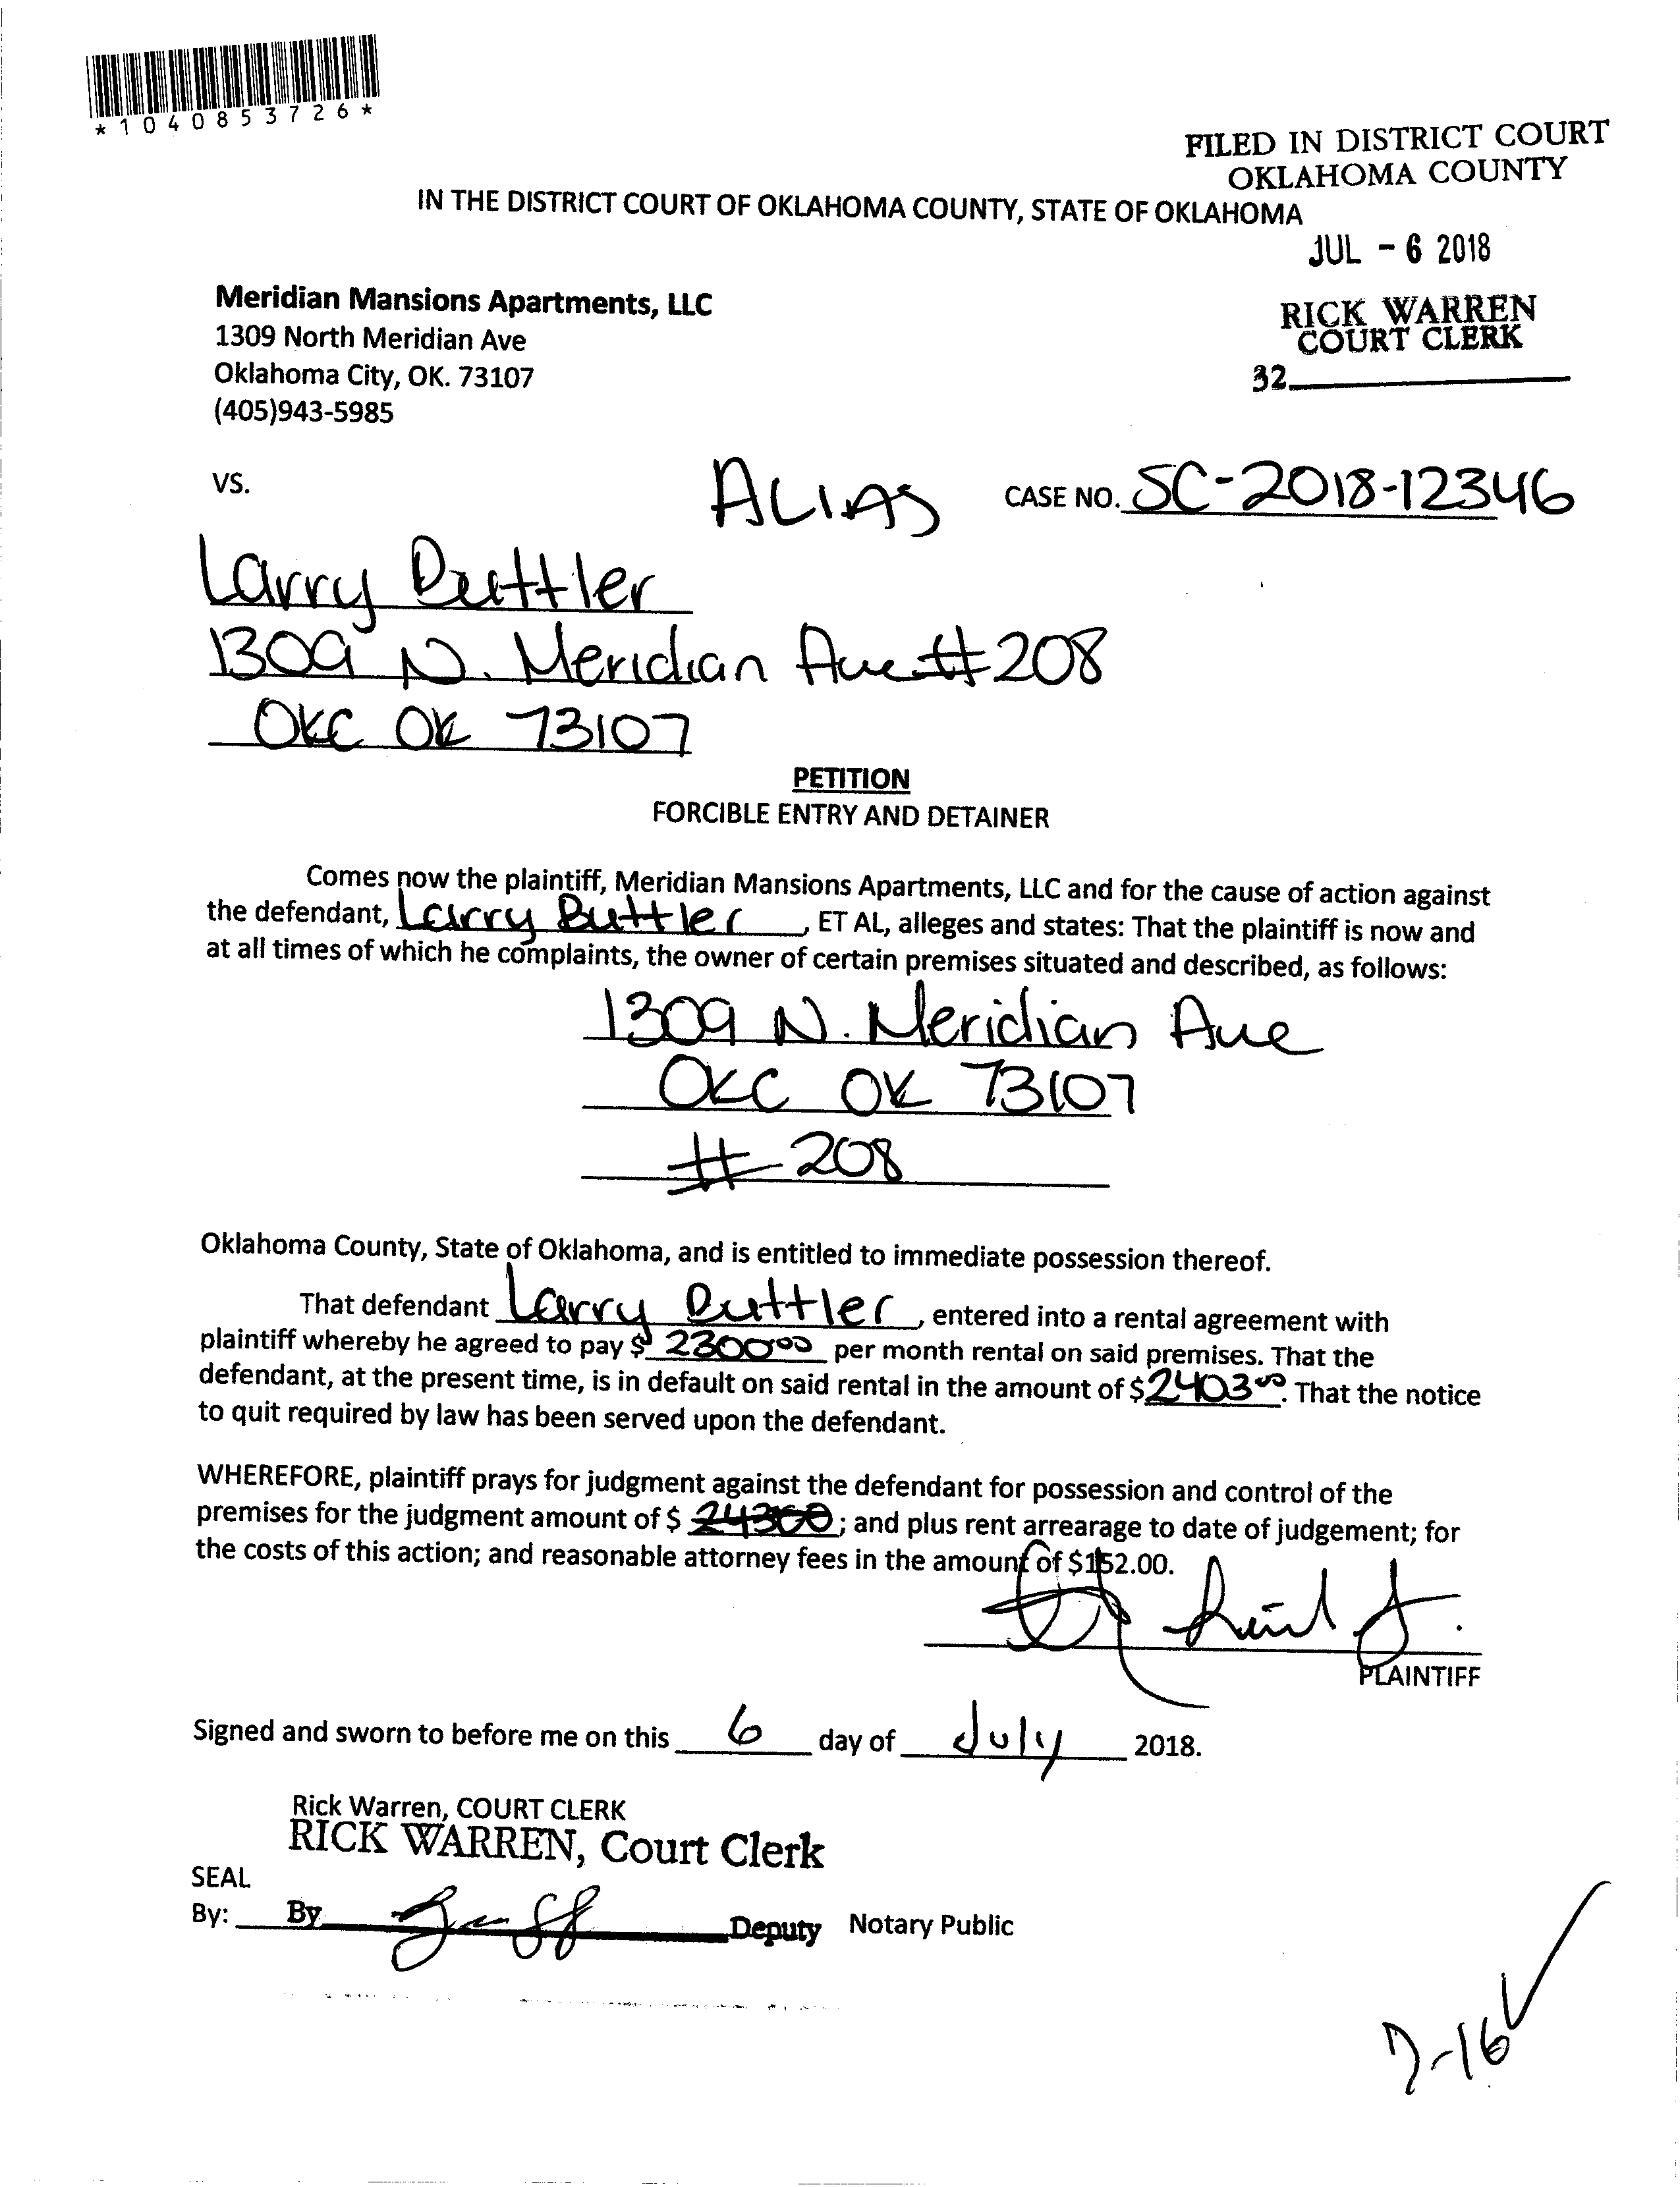 *1040853726*
FILED IN DISTRICT COURT
OKLAHOMA COUNTY
IN THE DISTRICT COURT OF OKLAHOMA COUNTY, STATE OF OKLAHOMA
JUL - 6 2018
Meridian Mansions Apartments, LLC
1309 North Meridian Ave
Oklahoma City, OK. 73107
(405)943-5985
RICK WARREN
COURT CLERK
32
VS.
ALIAS
CASE NO. SC-2018-12346
Larry Buttler
1309 N. Meridian Ave #208
OKC OK 73107
PETITION
FORCIBLE ENTRY AND DETAINER
Comes now the plaintiff, Meridian Mansions Apartments, LLC and for the cause of action against
the defendant, Larry Buttler, ET AL, alleges and states: That the plaintiff is now and
at all times of which he complaints, the owner of certain premises situated and described, as follows:
1309 N. Meridian Ave
OKC OK 73107
# 208
Oklahoma County, State of Oklahoma, and is entitled to immediate possession thereof.
That defendant Larry Buttler, entered into a rental agreement with
plaintiff whereby he agreed to pay $ 230000 per month rental on said premises. That the
defendant, at the present time, is in default on said rental in the amount of $2403 00. That the notice
to quit required by law has been served upon the defendant.
WHEREFORE, plaintiff prays for judgment against the defendant for possession and control of the
premises for the judgment amount of $ ; and plus rent arrearage to date of judgement; for
the costs of this action; and reasonable attorney fees in the amount of $152.00.
PLAINTIFF
Signed and sworn to before me on this 6 day of July 2018.
Rick Warren, COURT CLERK
RICK WARREN, Court Clerk
SEAL
By: By Deputy Notary Public
7-16